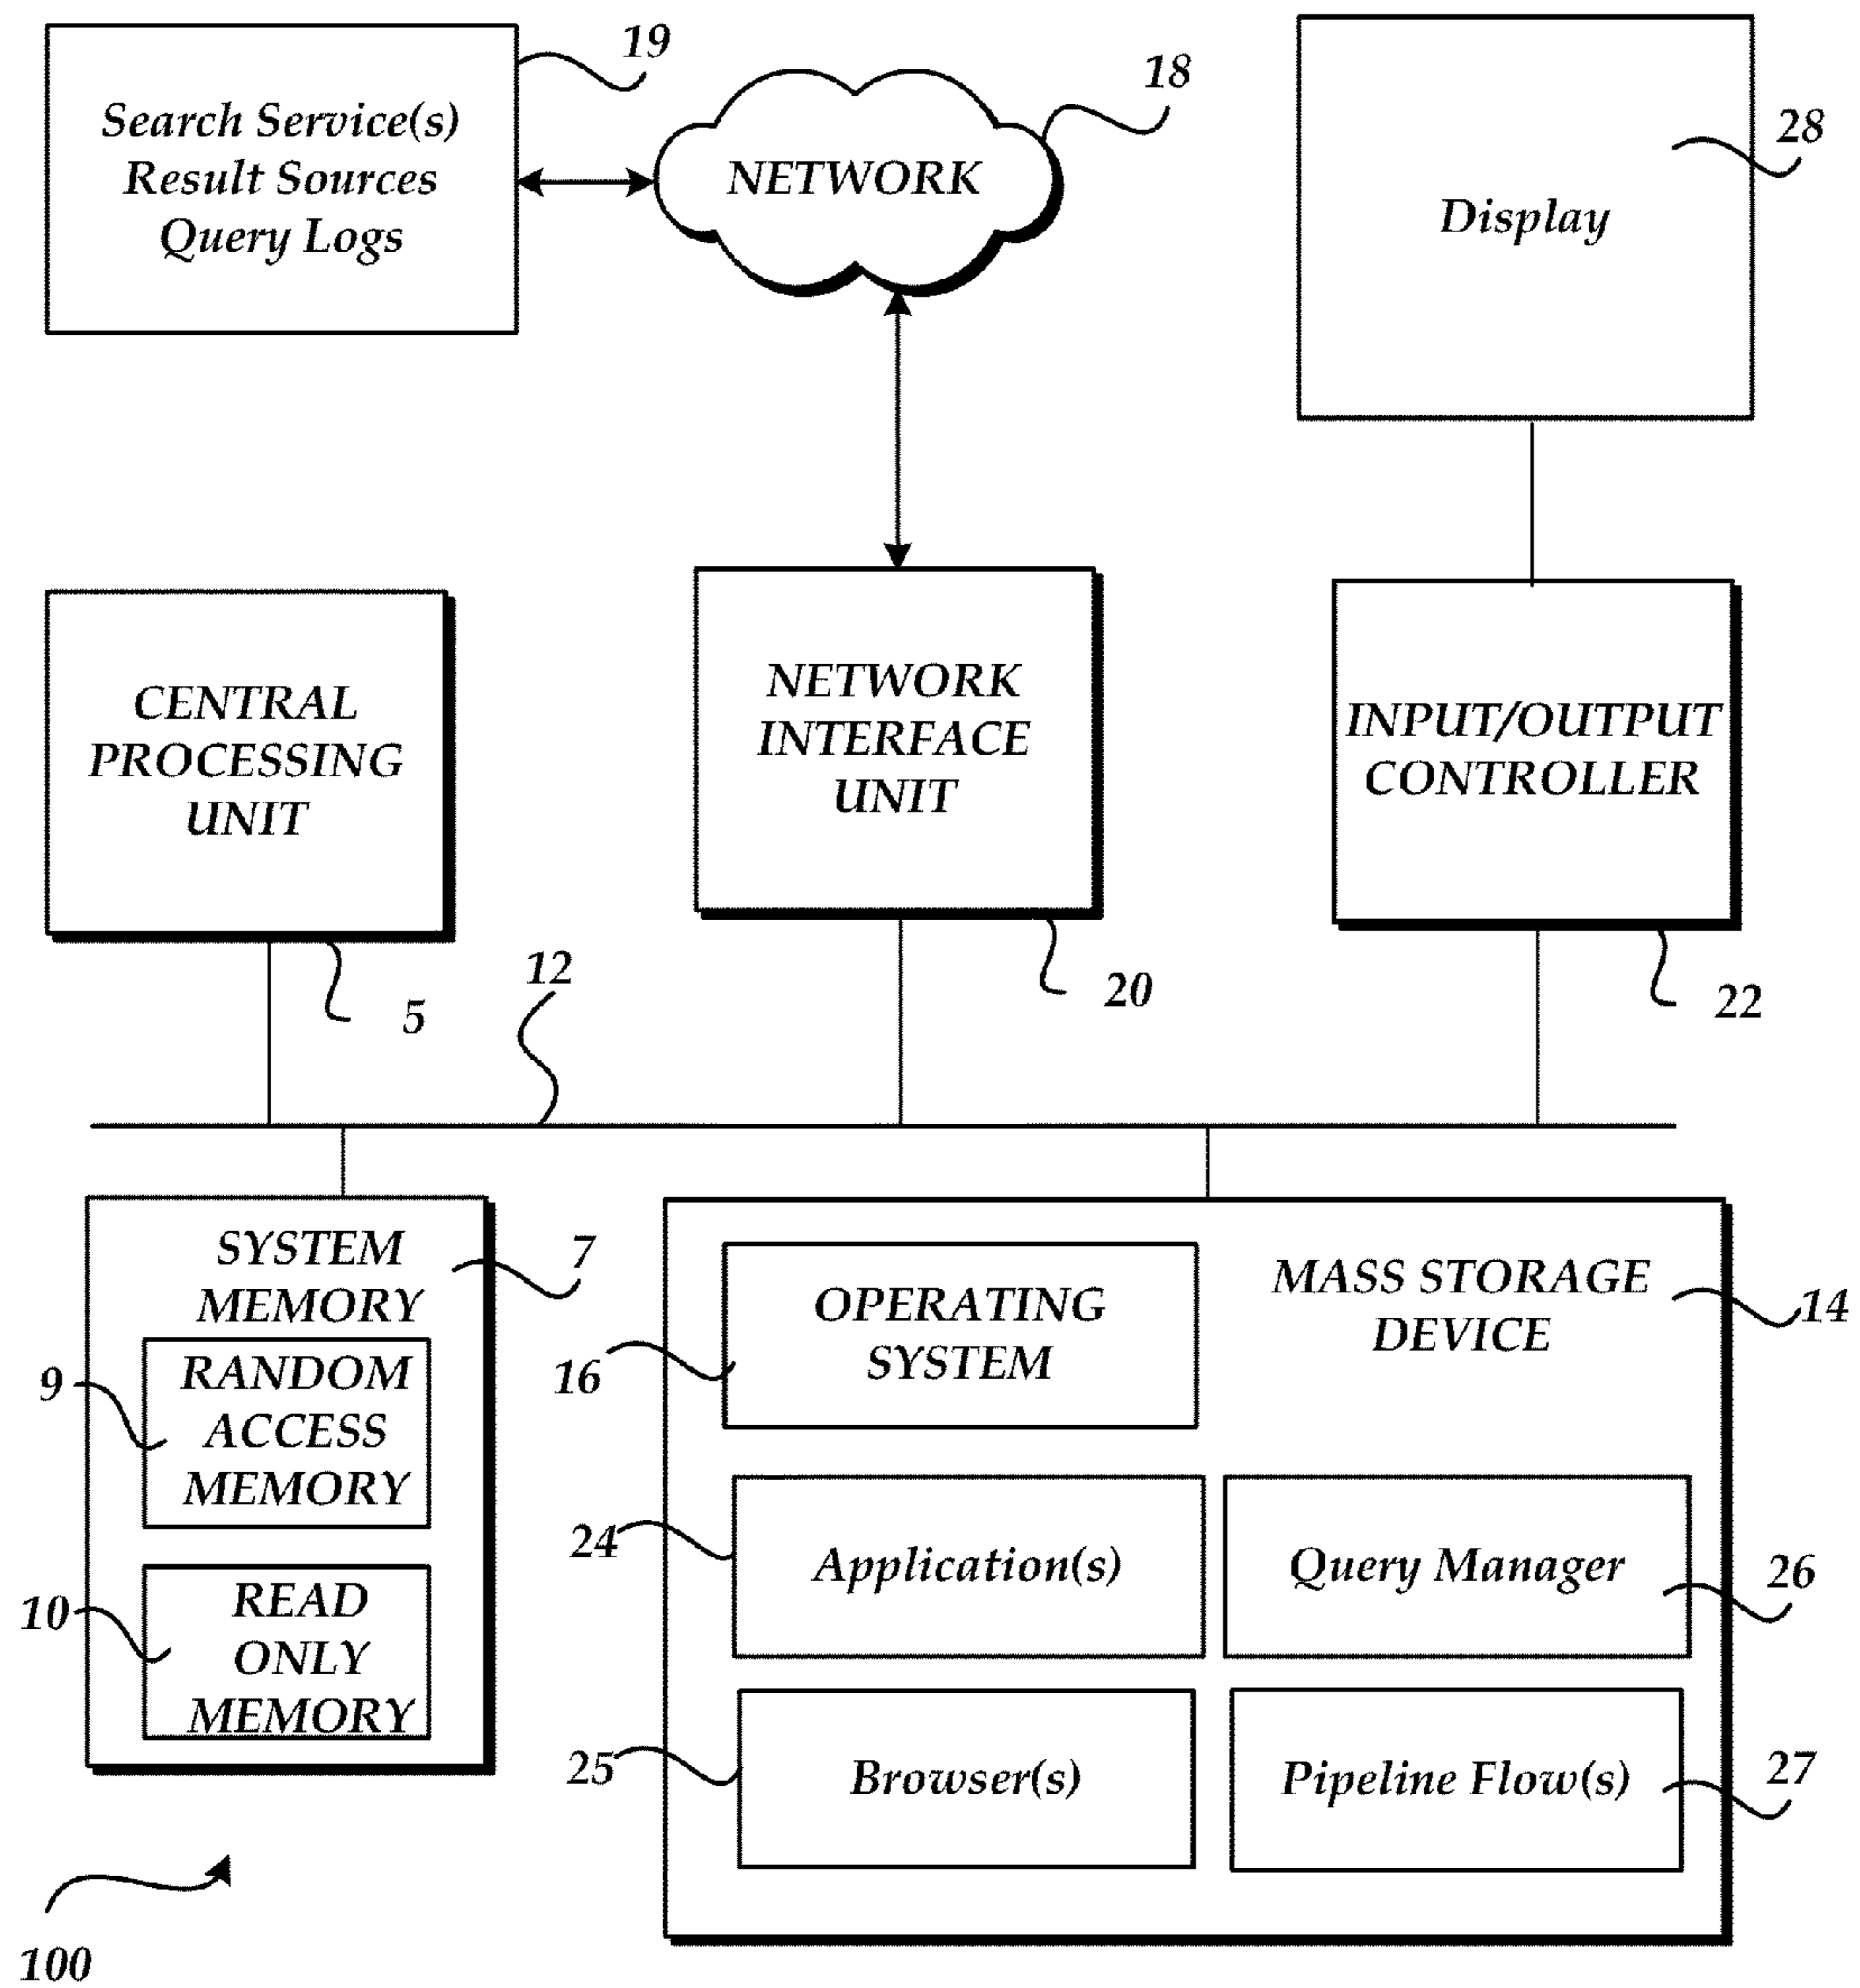 19
Search Service(s)
Result Sources
Query Logs
18
NETWORK
28
Display
CENTRAL
PROCESSING
UNIT
5
NETWORK
INTERFACE
UNIT
20
INPUT/OUTPUT
CONTROLLER
22
12
SYSTEM
MEMORY
7
RANDOM
ACCESS
MEMORY
9
READ
ONLY
MEMORY
10
OPERATING
SYSTEM
16
MASS STORAGE
DEVICE
14
24
Application(s)
Query Manager
26
25
Browser(s)
Pipeline Flow(s)
27
100